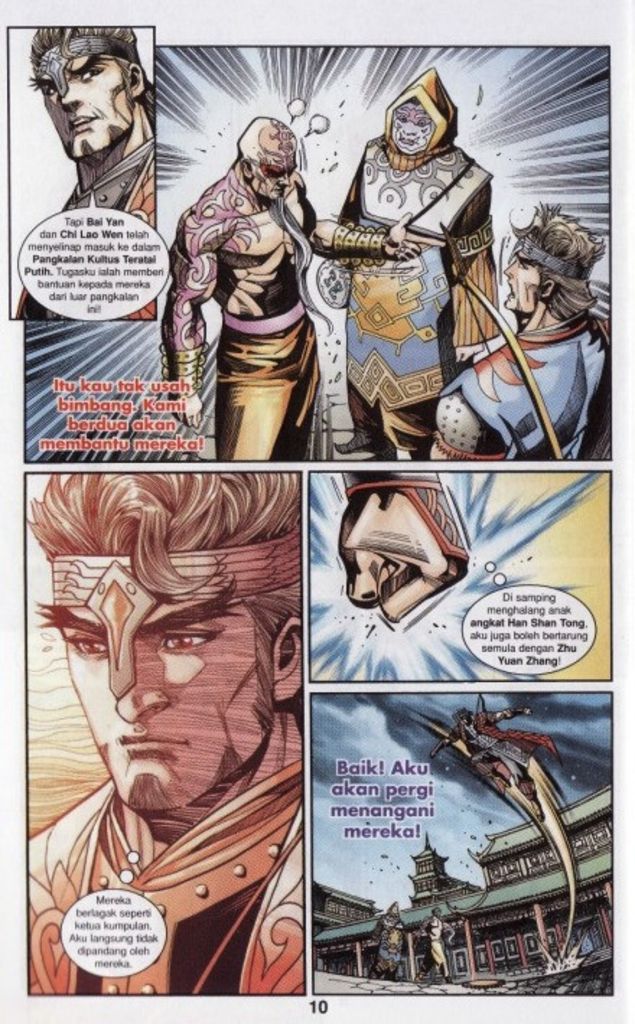 Tapi Bai Yan
dan Chi Lao Wen telah
menyelinap masuk ke dalam
Pangkalan Kultus Teratai
Putih. Tugasku ialah memberi
bantuan kepada mereka
dari luar pangkalan
ini!
Itu kau tak usah
bimbang. Kami
berdua akan
membantu mereka!
Mereka
berlagak seperti
ketua kumpulan.
Aku langsung tidak
dipandang oleh
mereka.
Di samping
menghalang anak
angkat Han Shan Tong,
aku juga boleh bertarung
semula dengan Zhu
Yuan Zhang!
Baik! Aku
akan pergi
menangani
mereka!
10